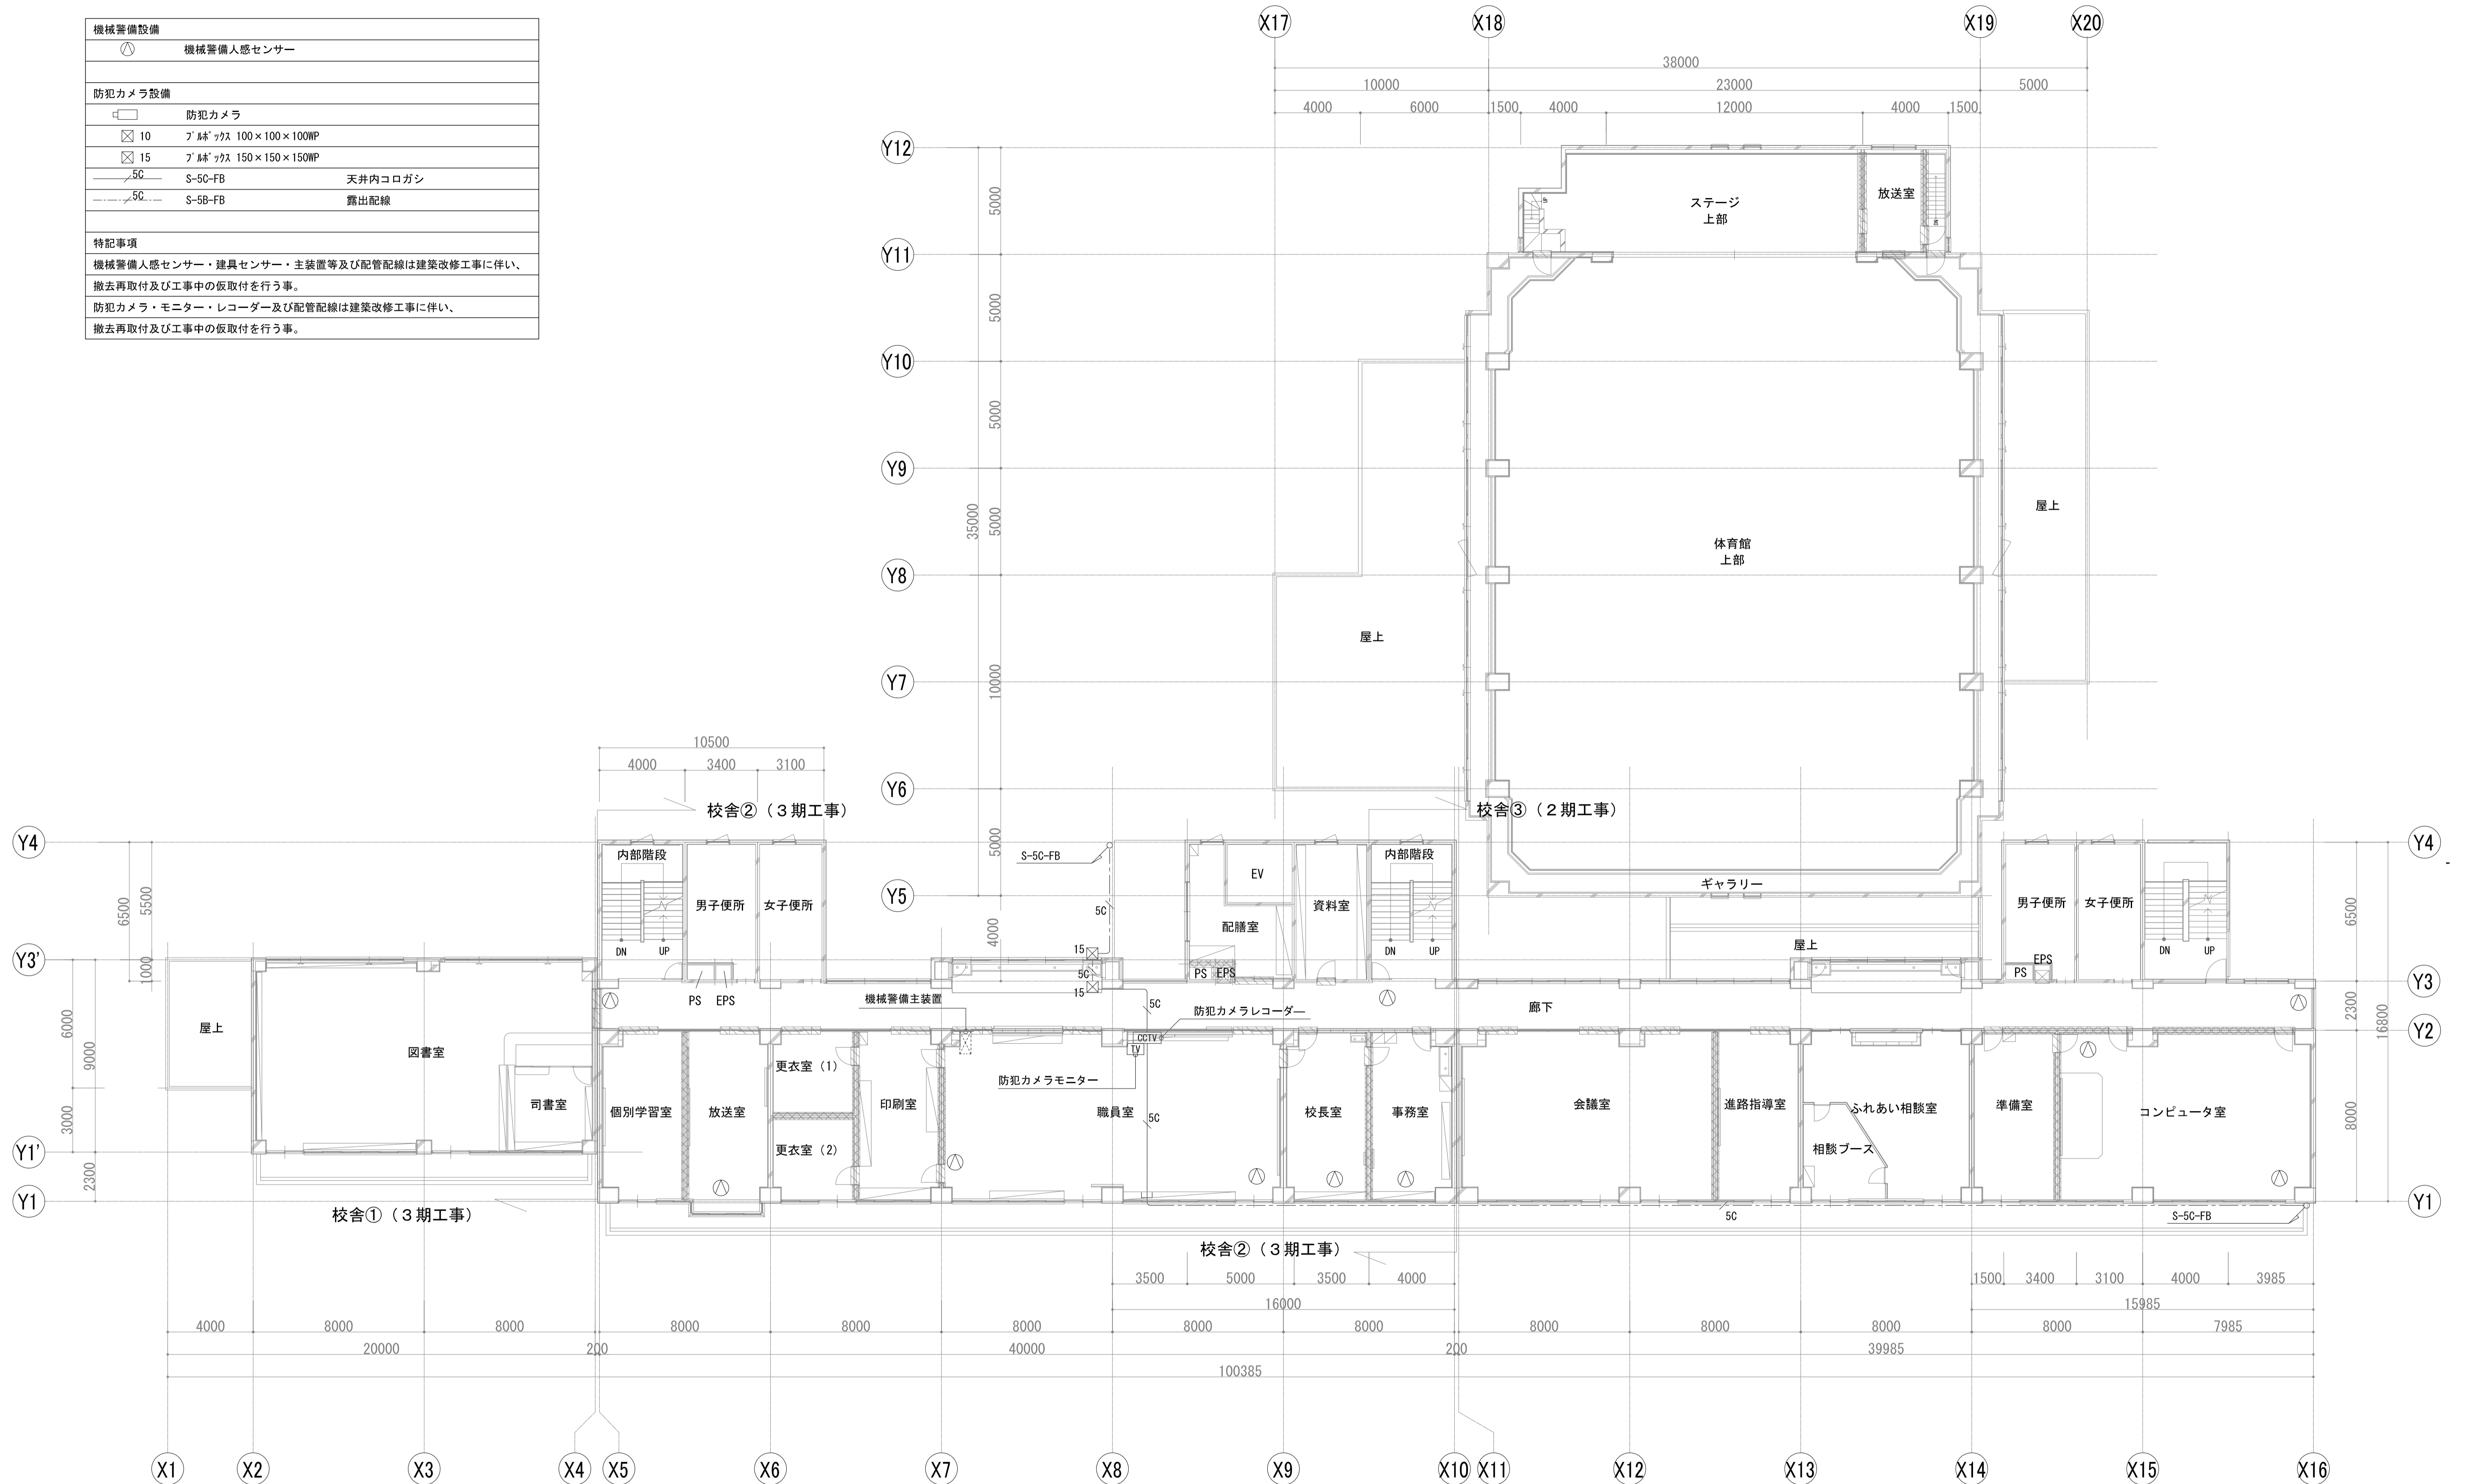 機械警備設備
機械警備人感センサー
防犯カメラ設備
防犯カメラ
10 プルボックス 100×100×100WP
15 プルボックス 150×150×150WP
5C S-5C-FB 天井内コロガシ
5C S-5B-FB 露出配線
特記事項
機械警備人感センサー・建具センサー・主装置等及び配管配線は建築改修工事に伴い、
撤去再取付及び工事中の仮取付を行う事。
防犯カメラ・モニター・レコーダー及び配管配線は建築改修工事に伴い、
撤去再取付及び工事中の仮取付を行う事。
X17 X18 X19 X20
38000
10000 23000 5000
4000 6000 1500 4000 12000 4000 1500
Y12
Y11
Y10
Y9
Y8
Y7
Y6
Y5
5000
5000
5000
5000
10000
5000
35000
4000
ステージ
上部
放送室
UP
DN
体育館
上部
屋上
屋上
ギャラリー
屋上
10500
4000 3400 3100
校舎②（３期工事）
校舎③（２期工事）
Y4
Y3'
Y1'
Y1
6500
5500
1000
6000
9000
3000
2300
Y4
Y3
Y2
Y1
6500
2300
16800
8000
内部階段
DN UP
男子便所
女子便所
PS EPS
S-5C-FB
5C
15
5C
15
5C
EV
配膳室
資料室
PS EPS
内部階段
DN UP
男子便所
女子便所
EPS
PS
DN UP
屋上
図書室
司書室
機械警備主装置
防犯カメラレコーダー
CCTV
TV
防犯カメラモニター
廊下
個別学習室
放送室
更衣室（1）
更衣室（2）
印刷室
職員室
5C
校長室
事務室
会議室
進路指導室
ふれあい相談室
相談ブース
準備室
コンピュータ室
5C
S-5C-FB
校舎①（３期工事）
校舎②（３期工事）
3500 5000 3500 4000
16000
1500 3400 3100 4000 3985
15985
4000 8000 8000 8000 8000 8000 8000 8000 8000 8000 8000 8000 7985
20000 200 40000 200 39985
100385
X1 X2 X3 X4 X5 X6 X7 X8 X9 X10 X11 X12 X13 X14 X15 X16